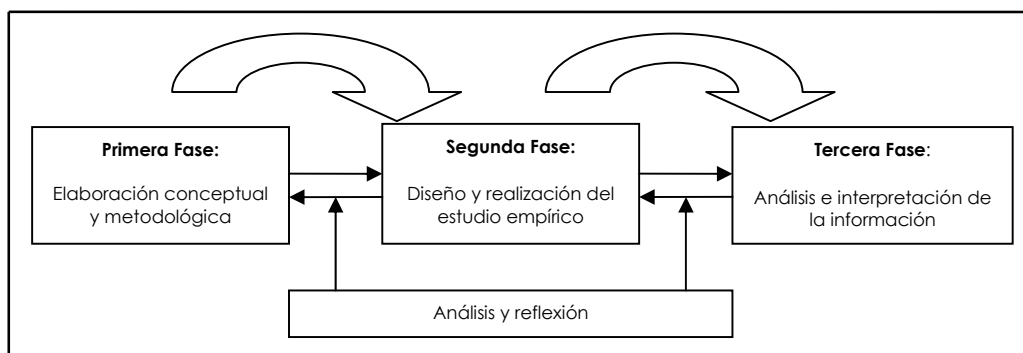 Primera Fase:
Elaboración conceptual
y metodológica
Segunda Fase:
Diseño y realización del
estudio empírico
Tercera Fase:
Análisis e interpretación de
la información
Análisis y reflexión